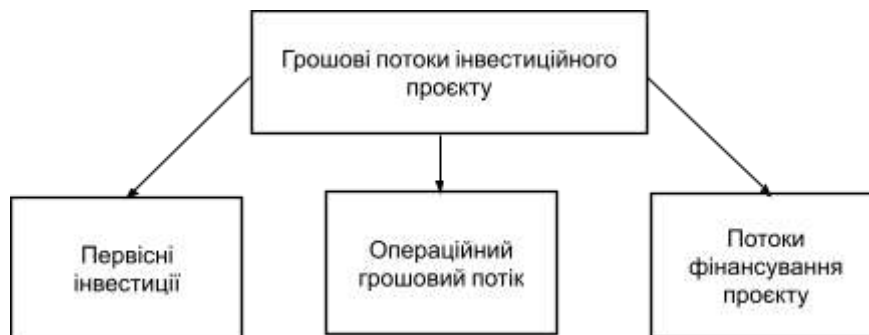 Грошові потоки інвестиційного
проєкту
Первісні
інвестиції
Операційний
грошовий потік
Потоки
фінансування
проєкту